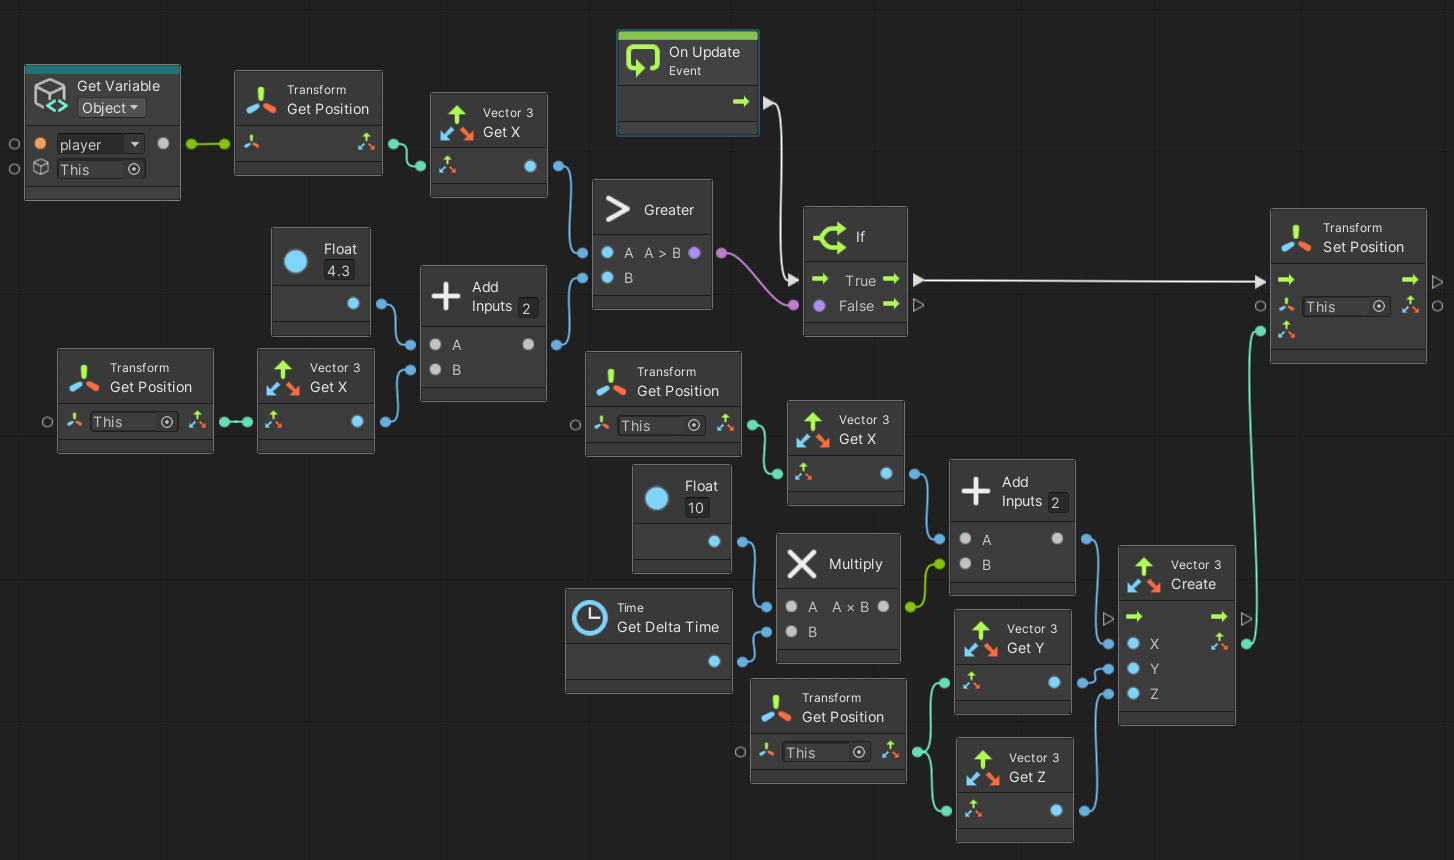 Get Variable
Object
player
This
Transform
Get Position
Vector 3
Get X
On Update
Event
Greater
A A > B
B
If
True
False
Transform
Set Position
This
Float
4.3
Add
Inputs 2
A
B
Transform
Get Position
This
Vector 3
Get X
Transform
Get Position
This
Vector 3
Get X
Float
10
Time
Get Delta Time
Multiply
A A × B
B
Add
Inputs 2
A
B
Transform
Get Position
This
Vector 3
Get Y
Vector 3
Get Z
Vector 3
Create
X
Y
Z